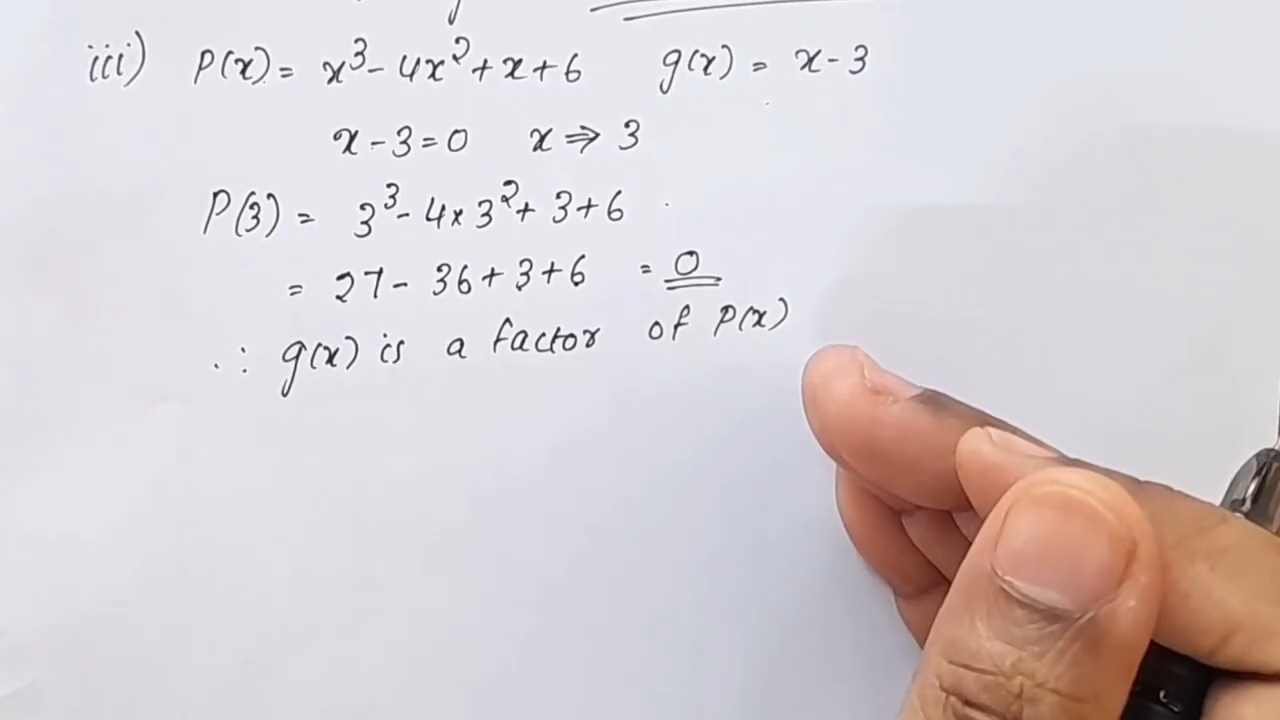 iii) P(x) = x³ - 4x² + x + 6 g(x) = x - 3
x - 3 = 0 x ⇒ 3
P(3) = 3³ - 4 × 3² + 3 + 6
= 27 - 36 + 3 + 6 = 0
∴ g(x) is a factor of P(x)